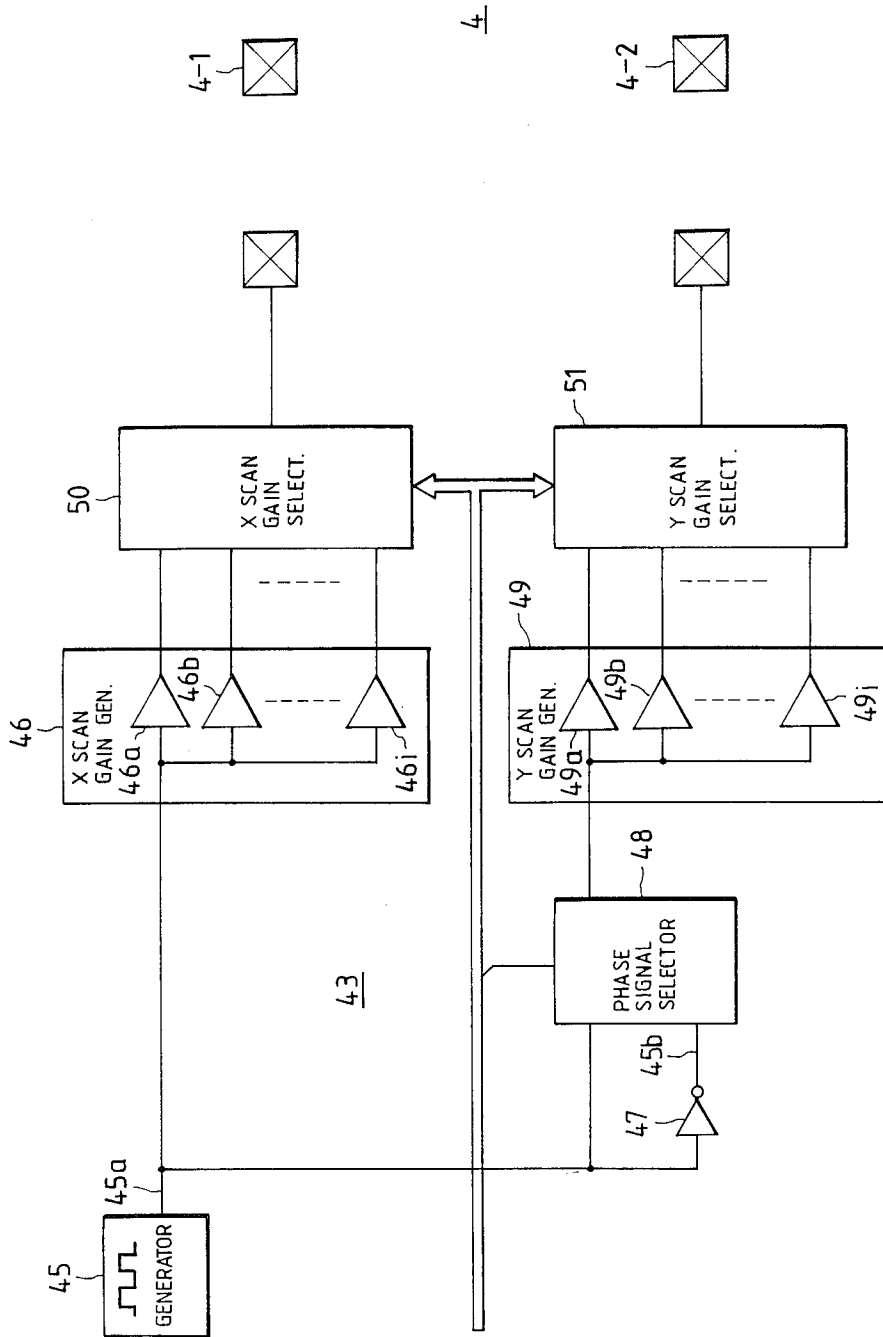 45
GENERATOR
45a
43
46
X SCAN
GAIN GEN.
46a
46b
46i
50
X SCAN
GAIN
SELECT.
4-1
4
47
45b
48
PHASE
SIGNAL
SELECTOR
49
Y SCAN
GAIN GEN.
49a
49b
49i
51
Y SCAN
GAIN
SELECT.
4-2